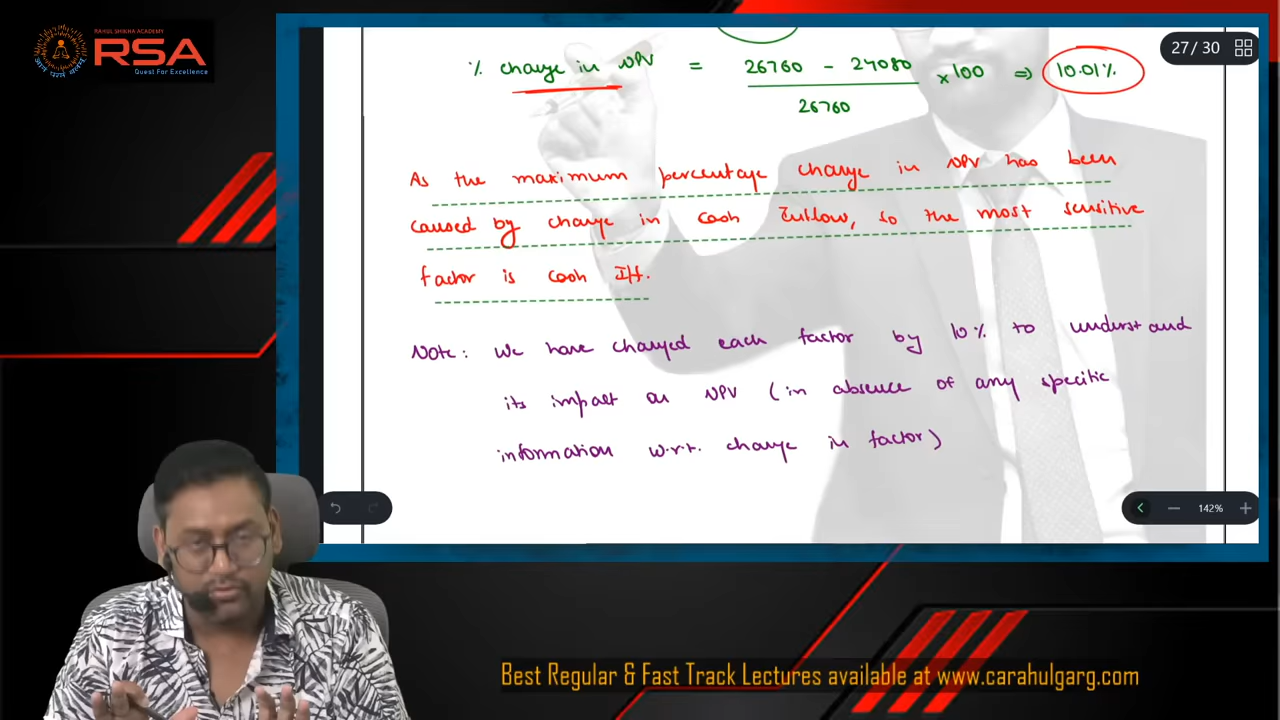 RAHUL SHIKHA ACADEMY
RSA
Quest For Excellence
27 / 30
% change in NPV = 26760 - 24080 x 100 ⇒ 10.01%
26760
As the maximum percentage change in NPV has been
caused by change in cash Inflow, so the most sensitive
factor is cash I/f.
Note: We have changed each factor by 10% to understand
its impact on NPV (in absence of any specific
information w.r.t. change in factor)
142%
Best Regular & Fast Track Lectures available at www.carahulgarg.com